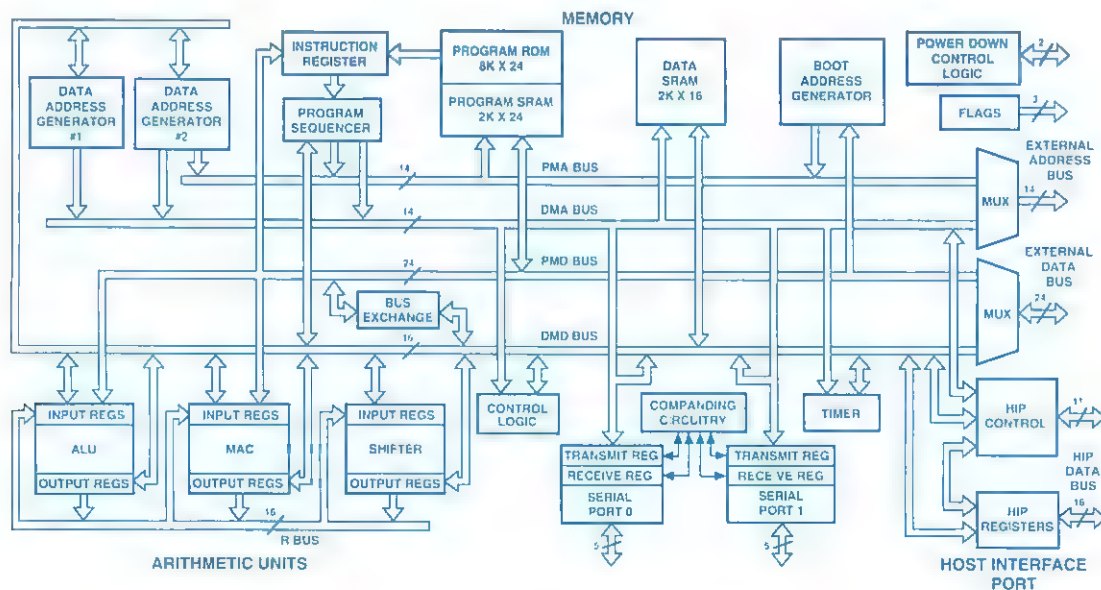 MEMORY
INSTRUCTION
REGISTER
PROGRAM ROM
8K X 24
PROGRAM SRAM
2K X 24
DATA
SRAM
2K X 16
BOOT
ADDRESS
GENERATOR
POWER DOWN
CONTROL
LOGIC
2
FLAGS
3
DATA
ADDRESS
GENERATOR
#1
DATA
ADDRESS
GENERATOR
#2
PROGRAM
SEQUENCER
EXTERNAL
ADDRESS
BUS
14
PMA BUS
14
MUX
14
DMA BUS
EXTERNAL
DATA
BUS
24
PMD BUS
24
MUX
BUS
EXCHANGE
16
DMD BUS
INPUT REGS
ALU
OUTPUT REGS
INPUT REGS
MAC
OUTPUT REGS
INPUT REGS
SHIFTER
OUTPUT REGS
CONTROL
LOGIC
COMPANDING
CIRCUITRY
TIMER
HIP
CONTROL
11
TRANSMIT REG
RECEIVE REG
SERIAL
PORT 0
TRANSMIT REG
RECE VE REG
SERIAL
PORT 1
HIP
DATA
BUS
16
HIP
REGISTERS
16
R BUS
5
5
ARITHMETIC UNITS
HOST INTERFACE
PORT